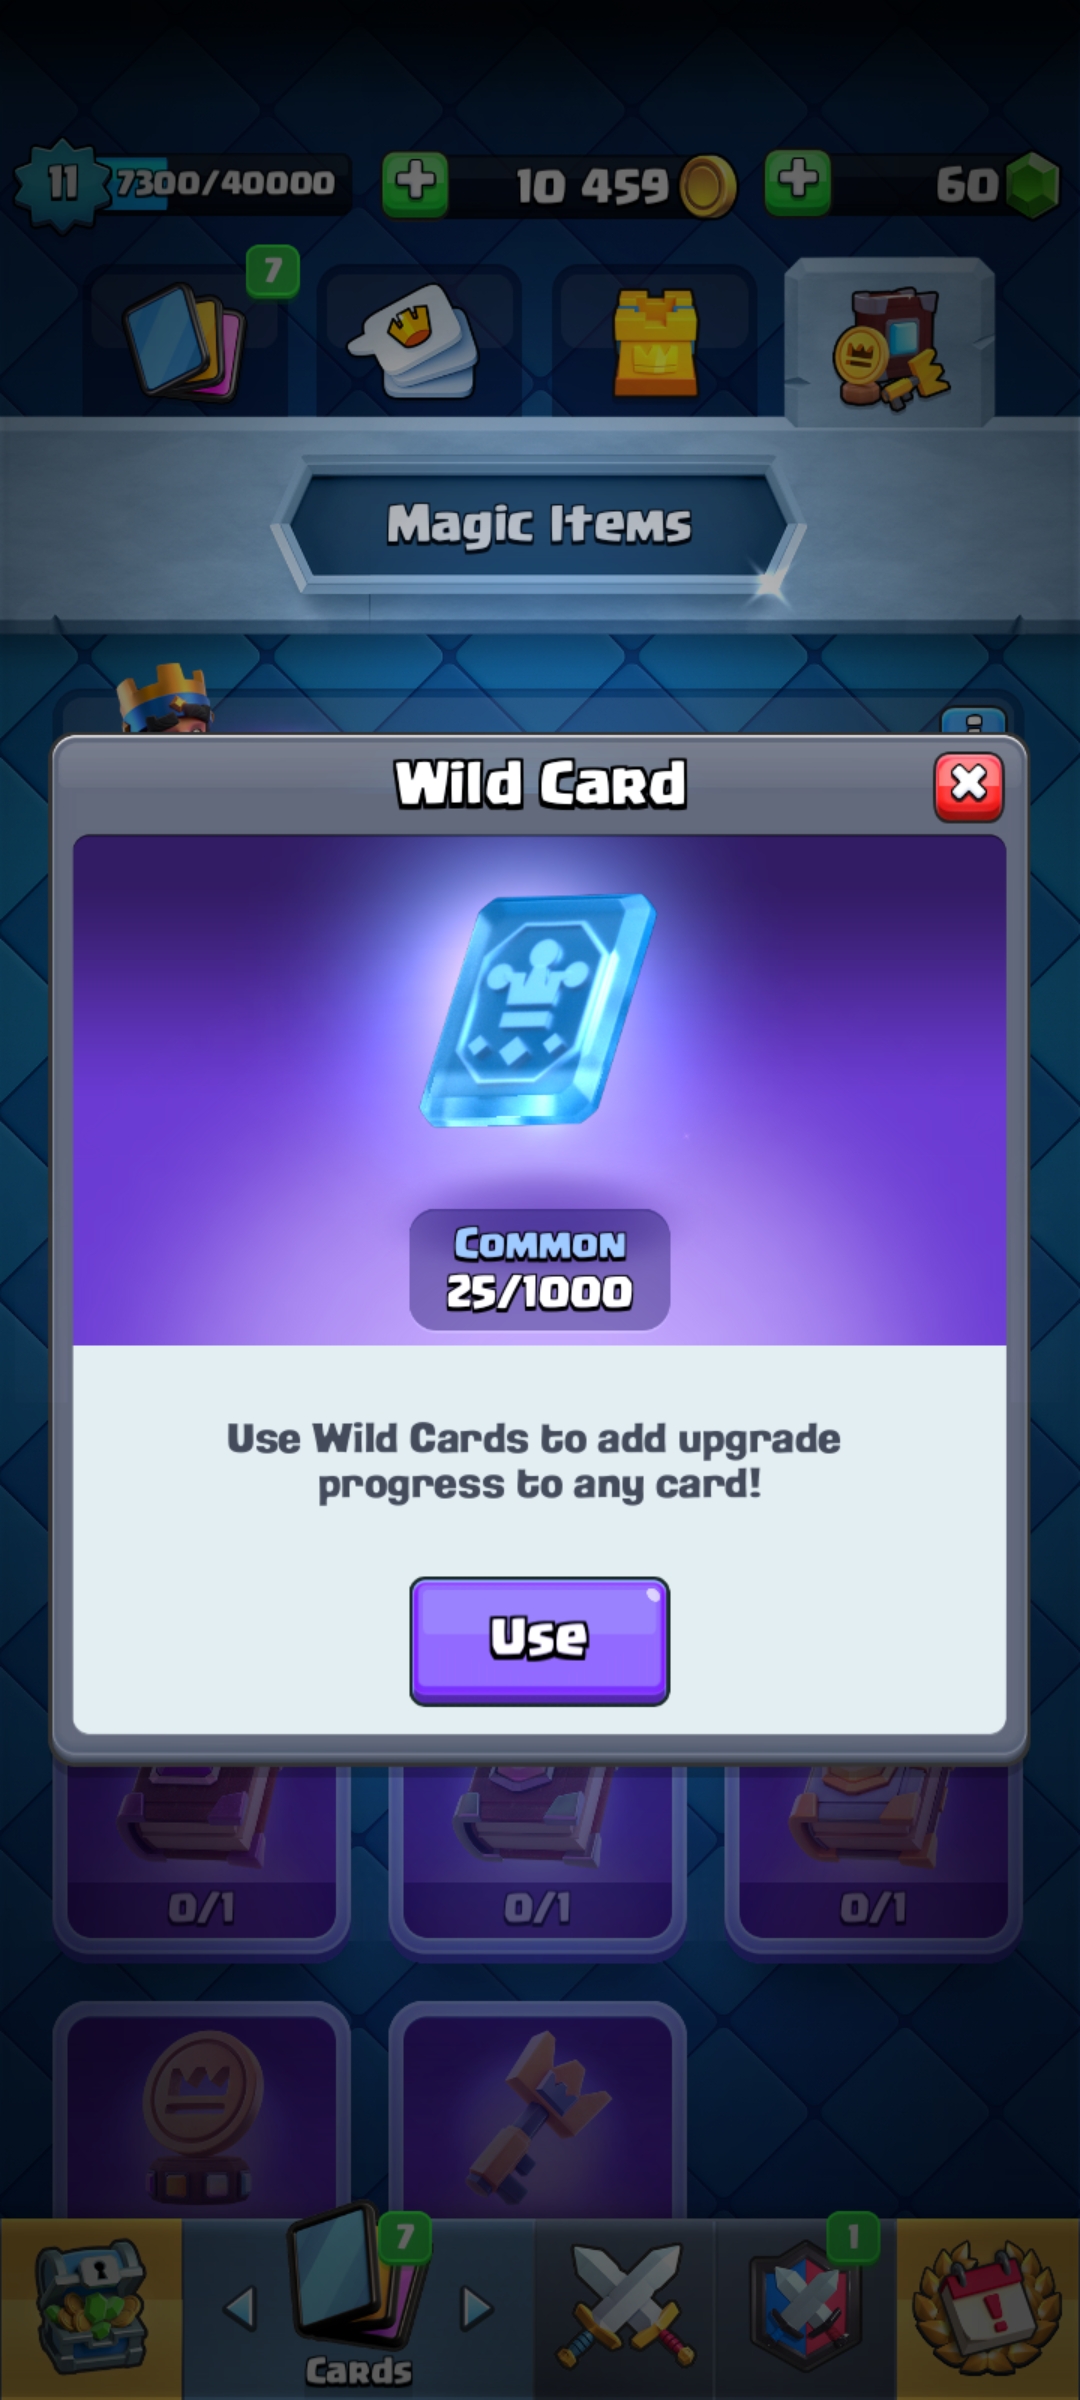 11
7300/40000
10 459
60
7
Magic Items
Wild Card
Common
25/1000
Use Wild Cards to add upgrade
progress to any card!
Use
0/1
0/1
0/1
7
1
Cards